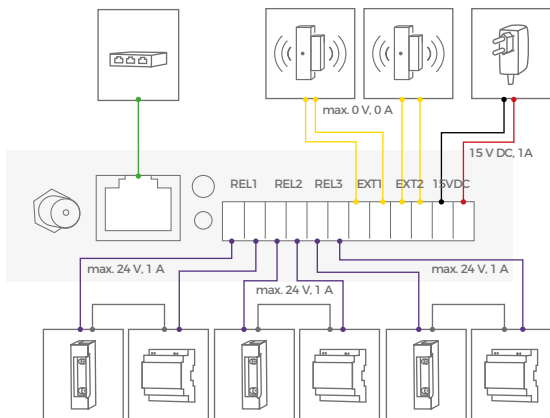 max. 0 V, 0 A
15 V DC, 1A
REL1 REL2 REL3 EXT1 EXT2 15VDC
max. 24 V, 1 A
max. 24 V, 1 A
max. 24 V, 1 A